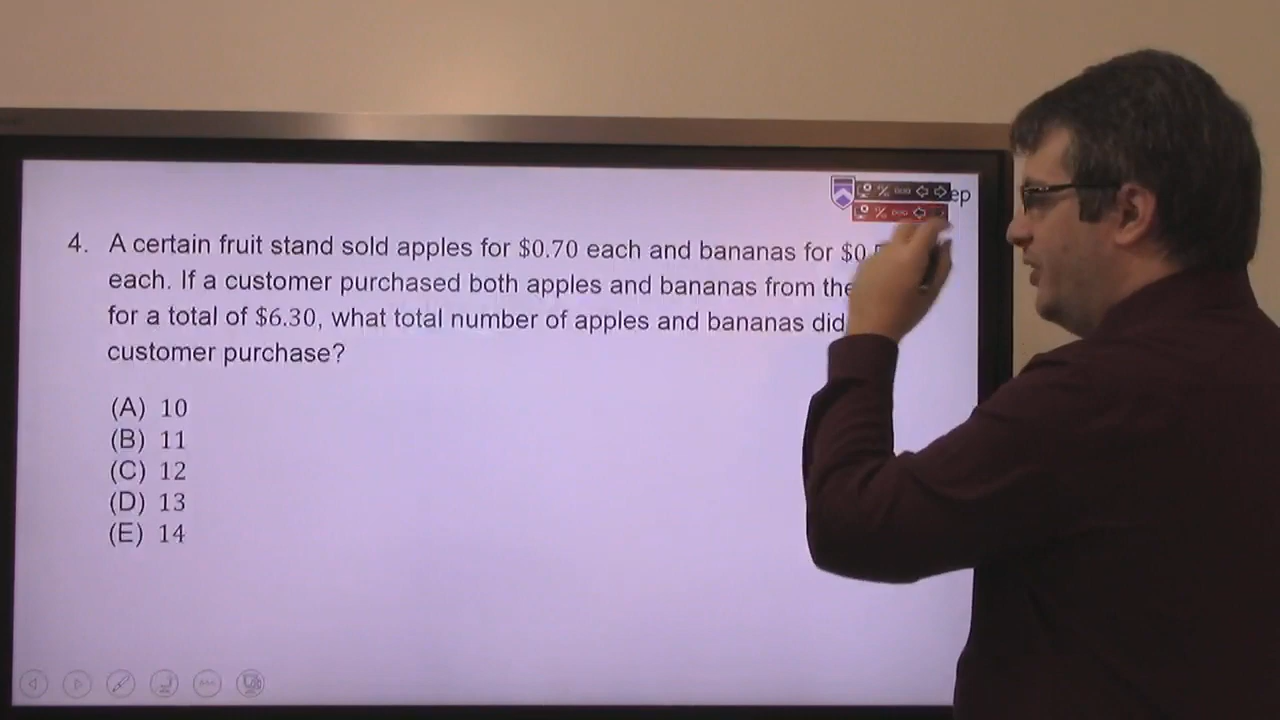 ep
4. A certain fruit stand sold apples for $0.70 each and bananas for $0.
each. If a customer purchased both apples and bananas from the
for a total of $6.30, what total number of apples and bananas did
customer purchase?
(A) 10
(B) 11
(C) 12
(D) 13
(E) 14